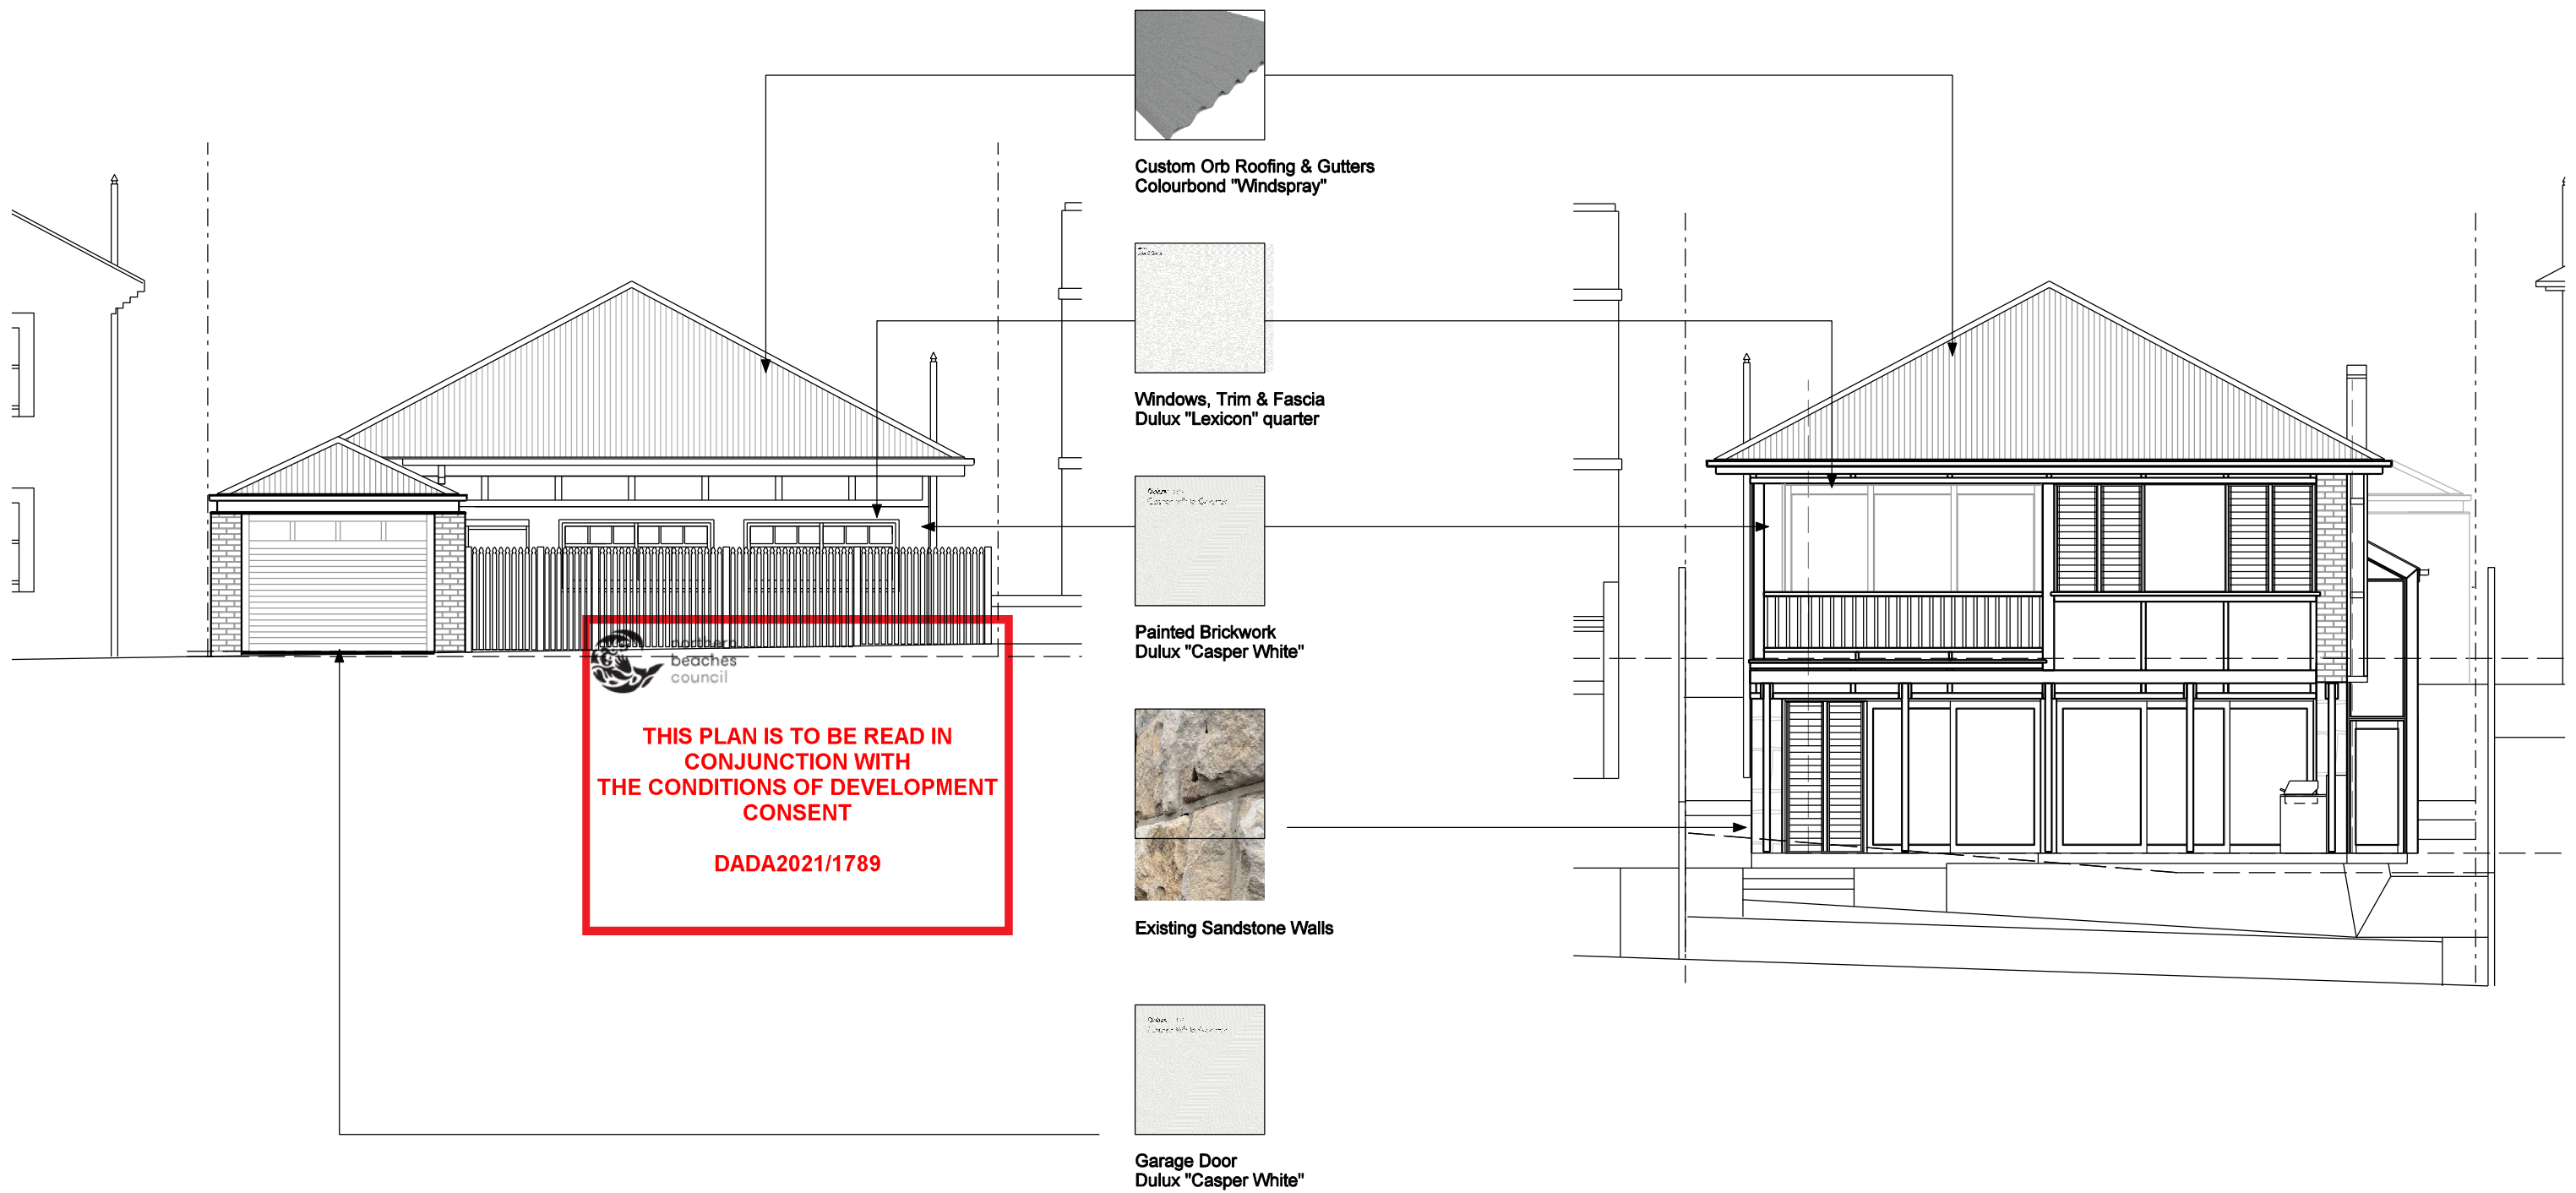 Custom Orb Roofing & Gutters
Colourbond "Windspray"
Windows, Trim & Fascia
Dulux "Lexicon" quarter
Painted Brickwork
Dulux "Casper White"
northern
beaches
council
THIS PLAN IS TO BE READ IN
CONJUNCTION WITH
THE CONDITIONS OF DEVELOPMENT
CONSENT
DADA2021/1789
Existing Sandstone Walls
Garage Door
Dulux "Casper White"